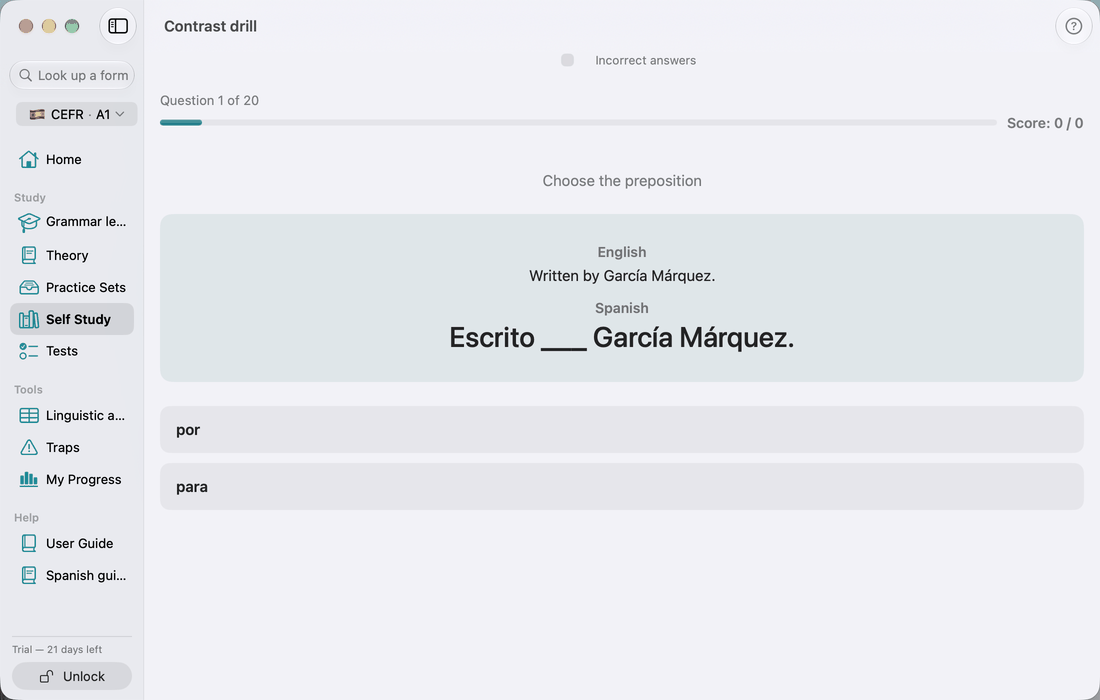 Contrast drill
Look up a form
Incorrect answers
CEFR · A1
Question 1 of 20
Score: 0 / 0
Home
Study
Grammar le...
Theory
Practice Sets
Self Study
Tests
Tools
Linguistic a...
Traps
My Progress
Help
User Guide
Spanish gui...
Trial — 21 days left
Unlock
Choose the preposition
English
Written by García Márquez.
Spanish
Escrito ___ García Márquez.
por
para